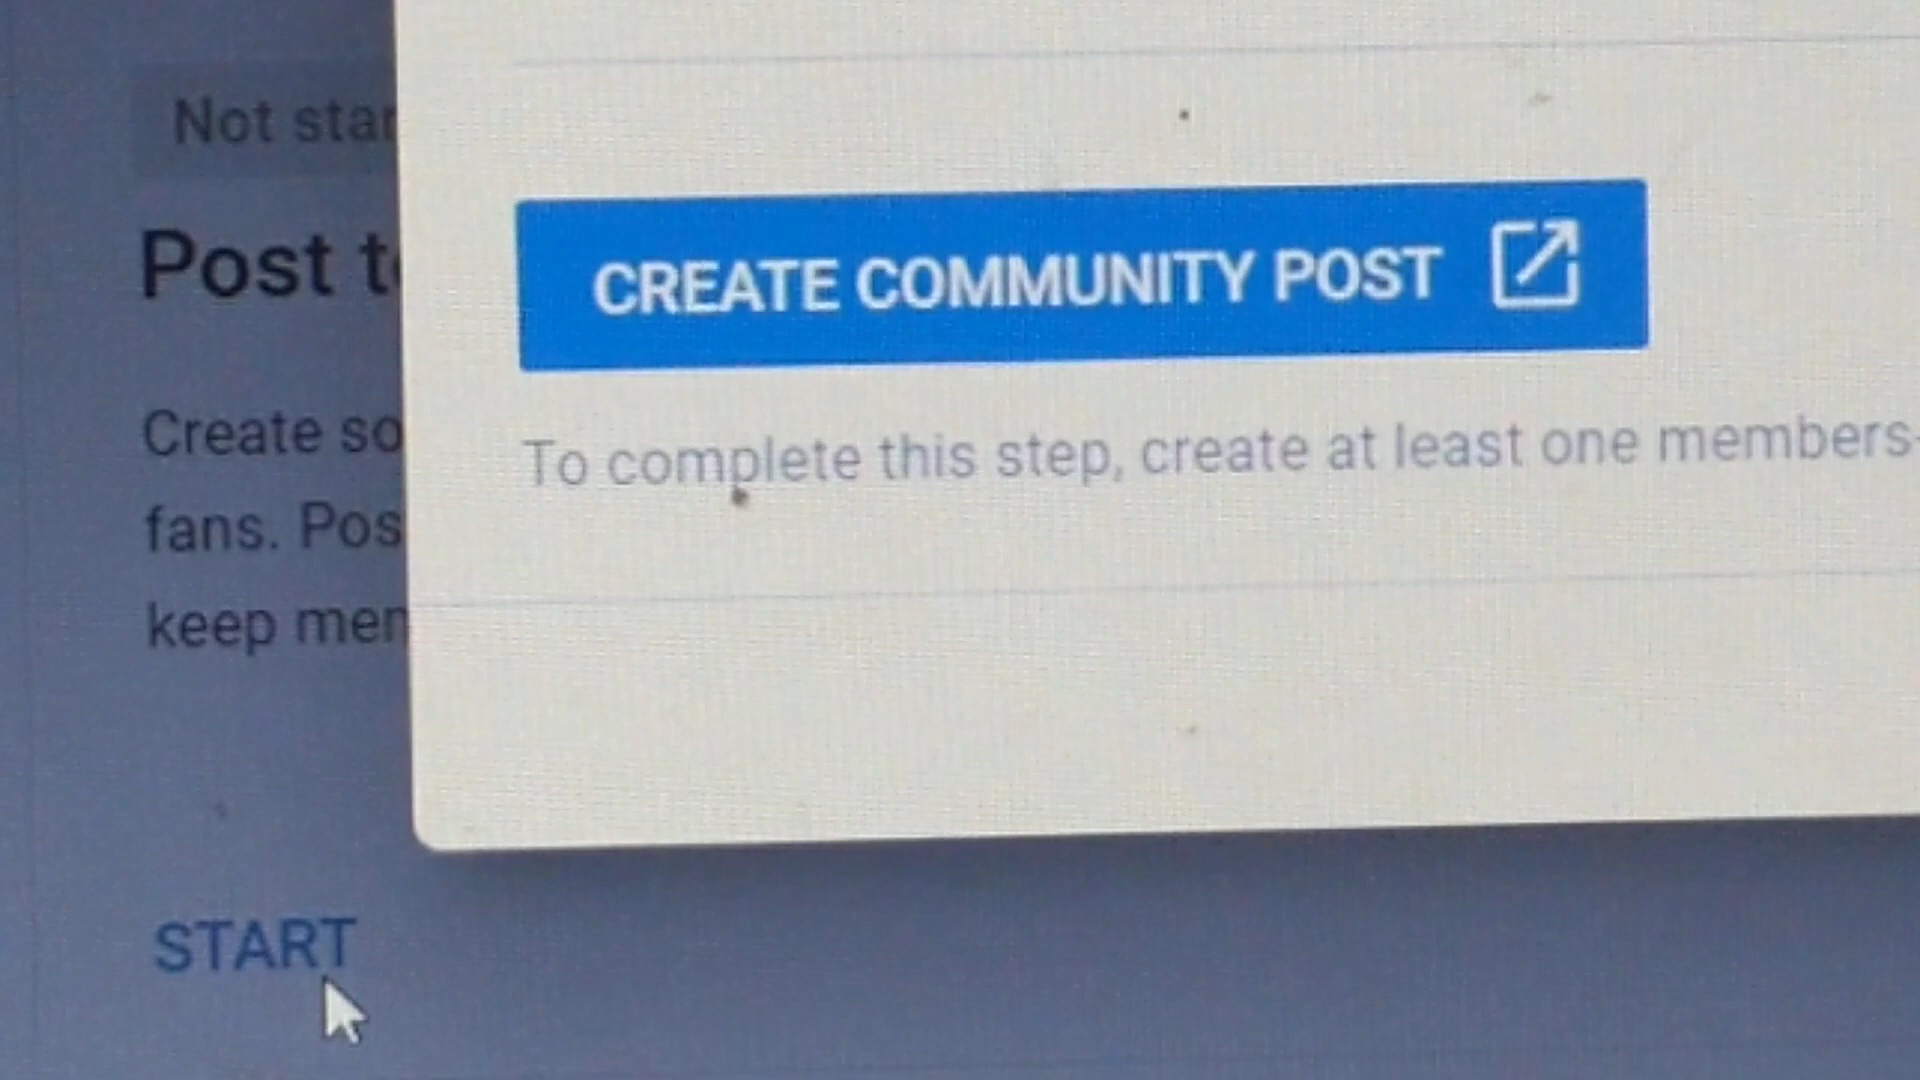 Not star
Post to
Create so
fans. Pos
keep mem
START
CREATE COMMUNITY POST
To complete this step, create at least one members-